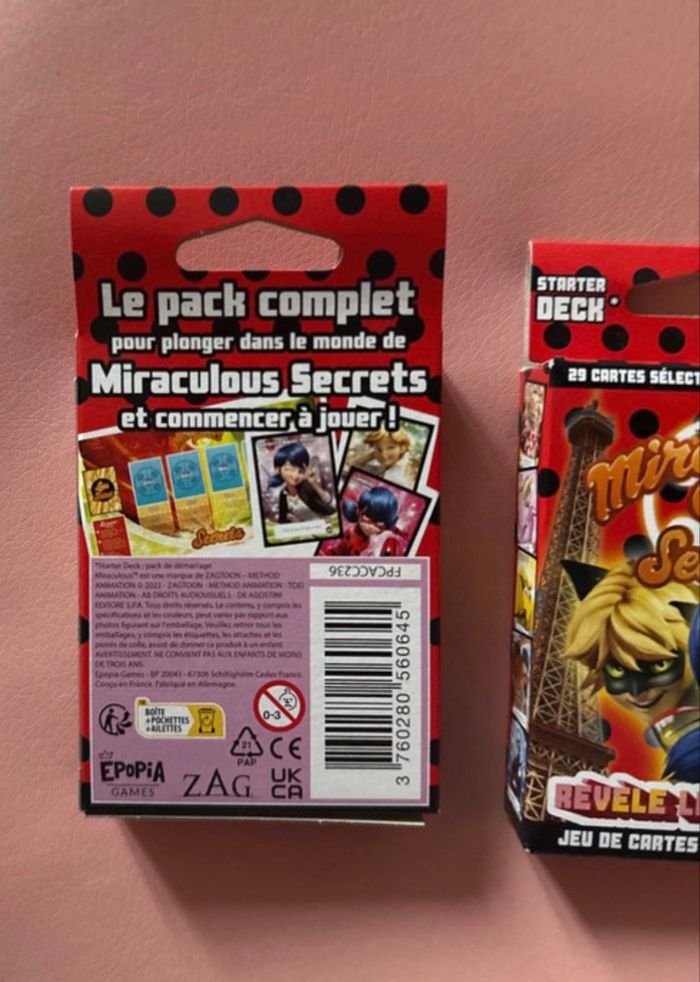 Le pack complet
pour plonger dans le monde de
Miraculous Secrets
et commencer à jouer !
Secrets
*Starter Deck : pack de démarrage.
Miraculous™ est une marque de ZAGTOON - METHOD
ANIMATION © 2022 - ZAGTOON - METHOD ANIMATION - TOEI
ANIMATION - AB DROITS AUDIOVISUELS - DE AGOSTINI
EDITORE S.P.A. Tous droits réservés. Le contenu, y compris les
spécifications et les couleurs, peut varier par rapport aux
photos figurant sur l'emballage. Veuillez retirer tous les
emballages, y compris les étiquettes, les attaches et les
points de colle, avant de donner ce produit à un enfant.
AVERTISSEMENT. NE CONVIENT PAS AUX ENFANTS DE MOINS
DE TROIS ANS.
Epopia Games - BP 20043 - 67306 Schiltigheim Cedex France.
Conçu en France. Fabriqué en Allemagne.
FPCACC236
FR
BOÎTE
+POCHETTES
+AILETTES
0-3
21
PAP
CE
EPOPIA
GAMES
ZAG
UK
CA
3 760280 560645
STARTER
DECK*
29 CARTES SÉLECT
Mir
Se
RÉVÈLE L
JEU DE CARTES